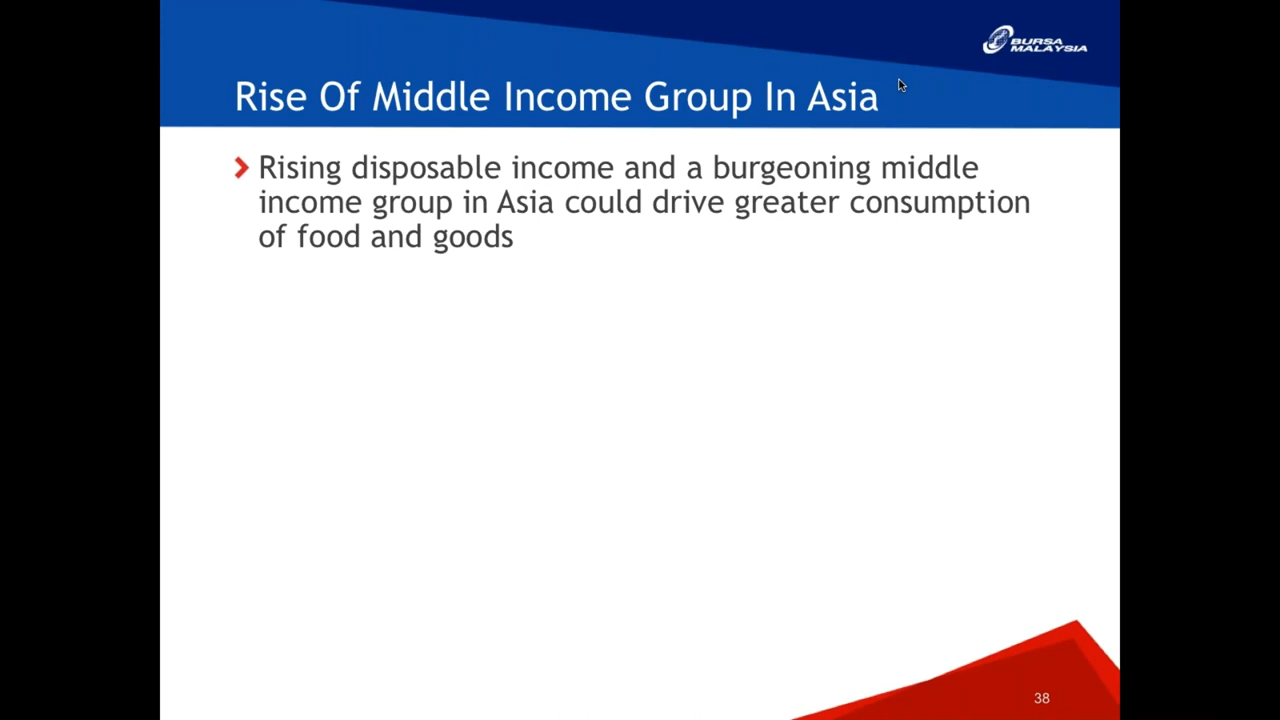 BURSA
MALAYSIA
Rise Of Middle Income Group In Asia
Rising disposable income and a burgeoning middle
income group in Asia could drive greater consumption
of food and goods
38